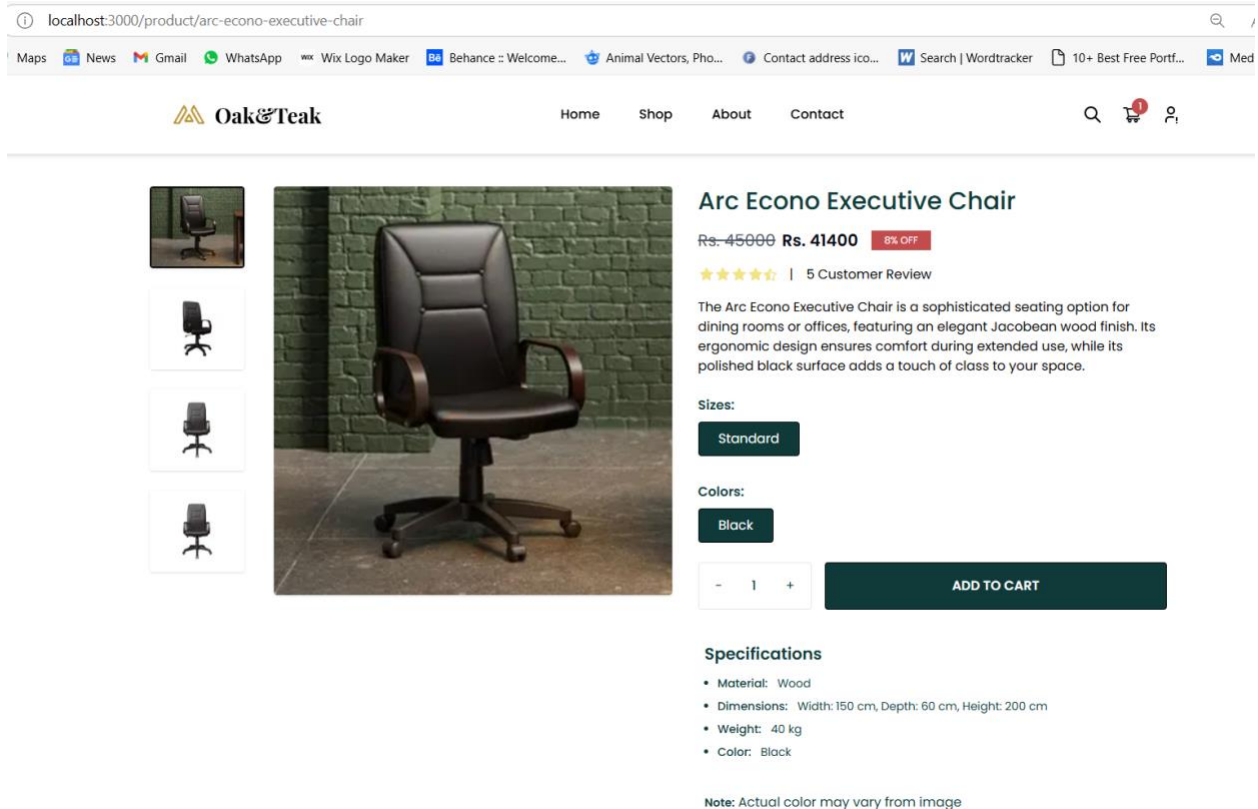 localhost:3000/product/arc-econo-executive-chair
Maps News Gmail WhatsApp WIX Wix Logo Maker Bē Behance :: Welcome... Animal Vectors, Pho... Contact address ico... W Search | Wordtracker 10+ Best Free Portf... Med
Oak&Teak Home Shop About Contact 1
Arc Econo Executive Chair
Rs. 45000 Rs. 41400 8% OFF
| 5 Customer Review
The Arc Econo Executive Chair is a sophisticated seating option for
dining rooms or offices, featuring an elegant Jacobean wood finish. Its
ergonomic design ensures comfort during extended use, while its
polished black surface adds a touch of class to your space.
Sizes:
Standard
Colors:
Black
- 1 + ADD TO CART
Specifications
• Material: Wood
• Dimensions: Width: 150 cm, Depth: 60 cm, Height: 200 cm
• Weight: 40 kg
• Color: Black
Note: Actual color may vary from image